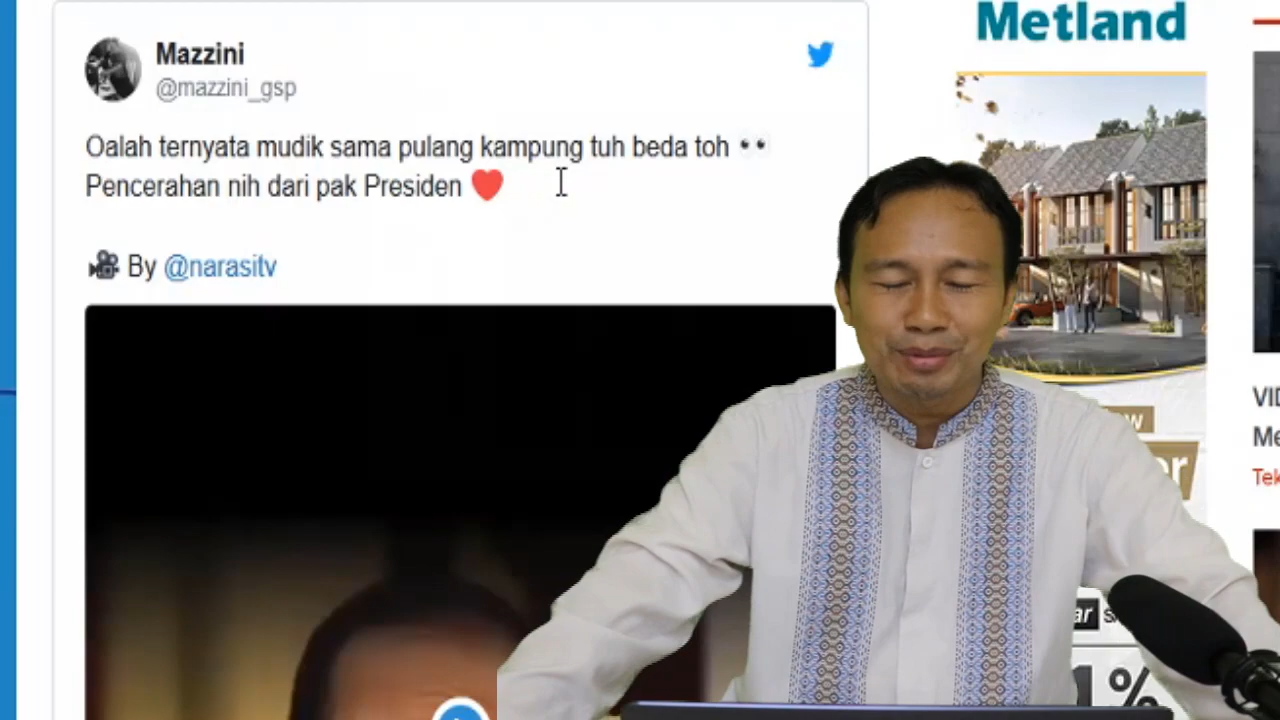 Mazzini
@mazzini_gsp
Oalah ternyata mudik sama pulang kampung tuh beda toh 👀
Pencerahan nih dari pak Presiden ❤️
🎥 By @narasitv
Metland
VID
Me
Tek
%